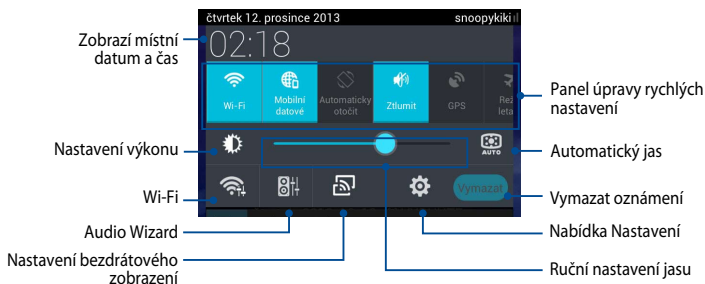 čtvrtek 12. prosince 2013 snoopykiki
02:18
Wi-Fi
Mobilní
datové
Automaticky
otočit
Ztlumit
GPS
Rež
leta
AUTO
Vymazat
Zobrazí místní
datum a čas
Nastavení výkonu
Wi-Fi
Audio Wizard
Nastavení bezdrátového
zobrazení
Panel úpravy rychlých
nastavení
Automatický jas
Vymazat oznámení
Nabídka Nastavení
Ruční nastavení jasu